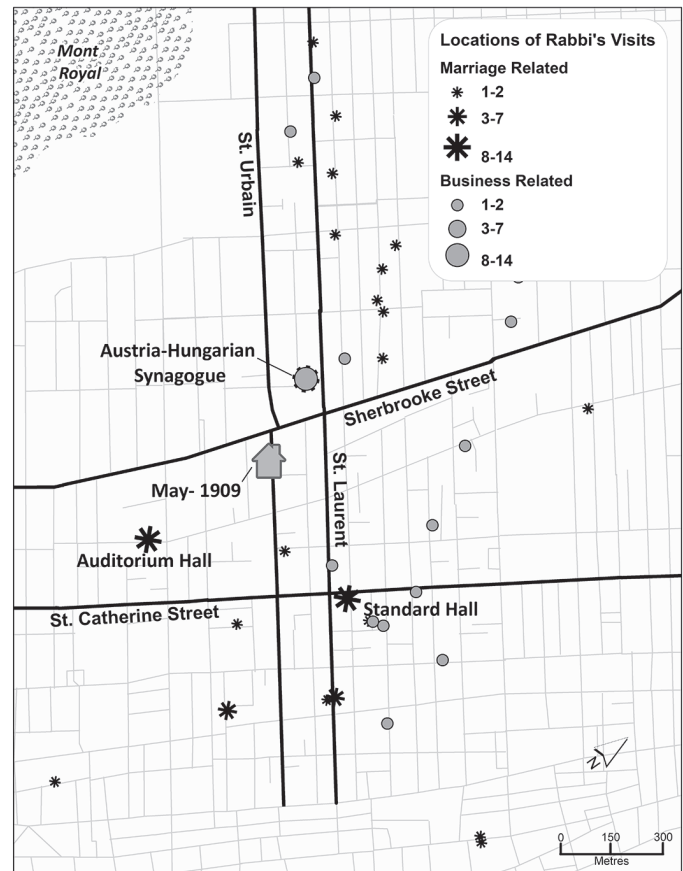 Mont
Royal
Locations of Rabbi's Visits
Marriage Related
1-2
3-7
8-14
Business Related
1-2
3-7
8-14
St. Urbain
Austria-Hungarian
Synagogue
Sherbrooke Street
St. Laurent
May- 1909
Auditorium Hall
Standard Hall
St. Catherine Street
N
0 150 300
Metres